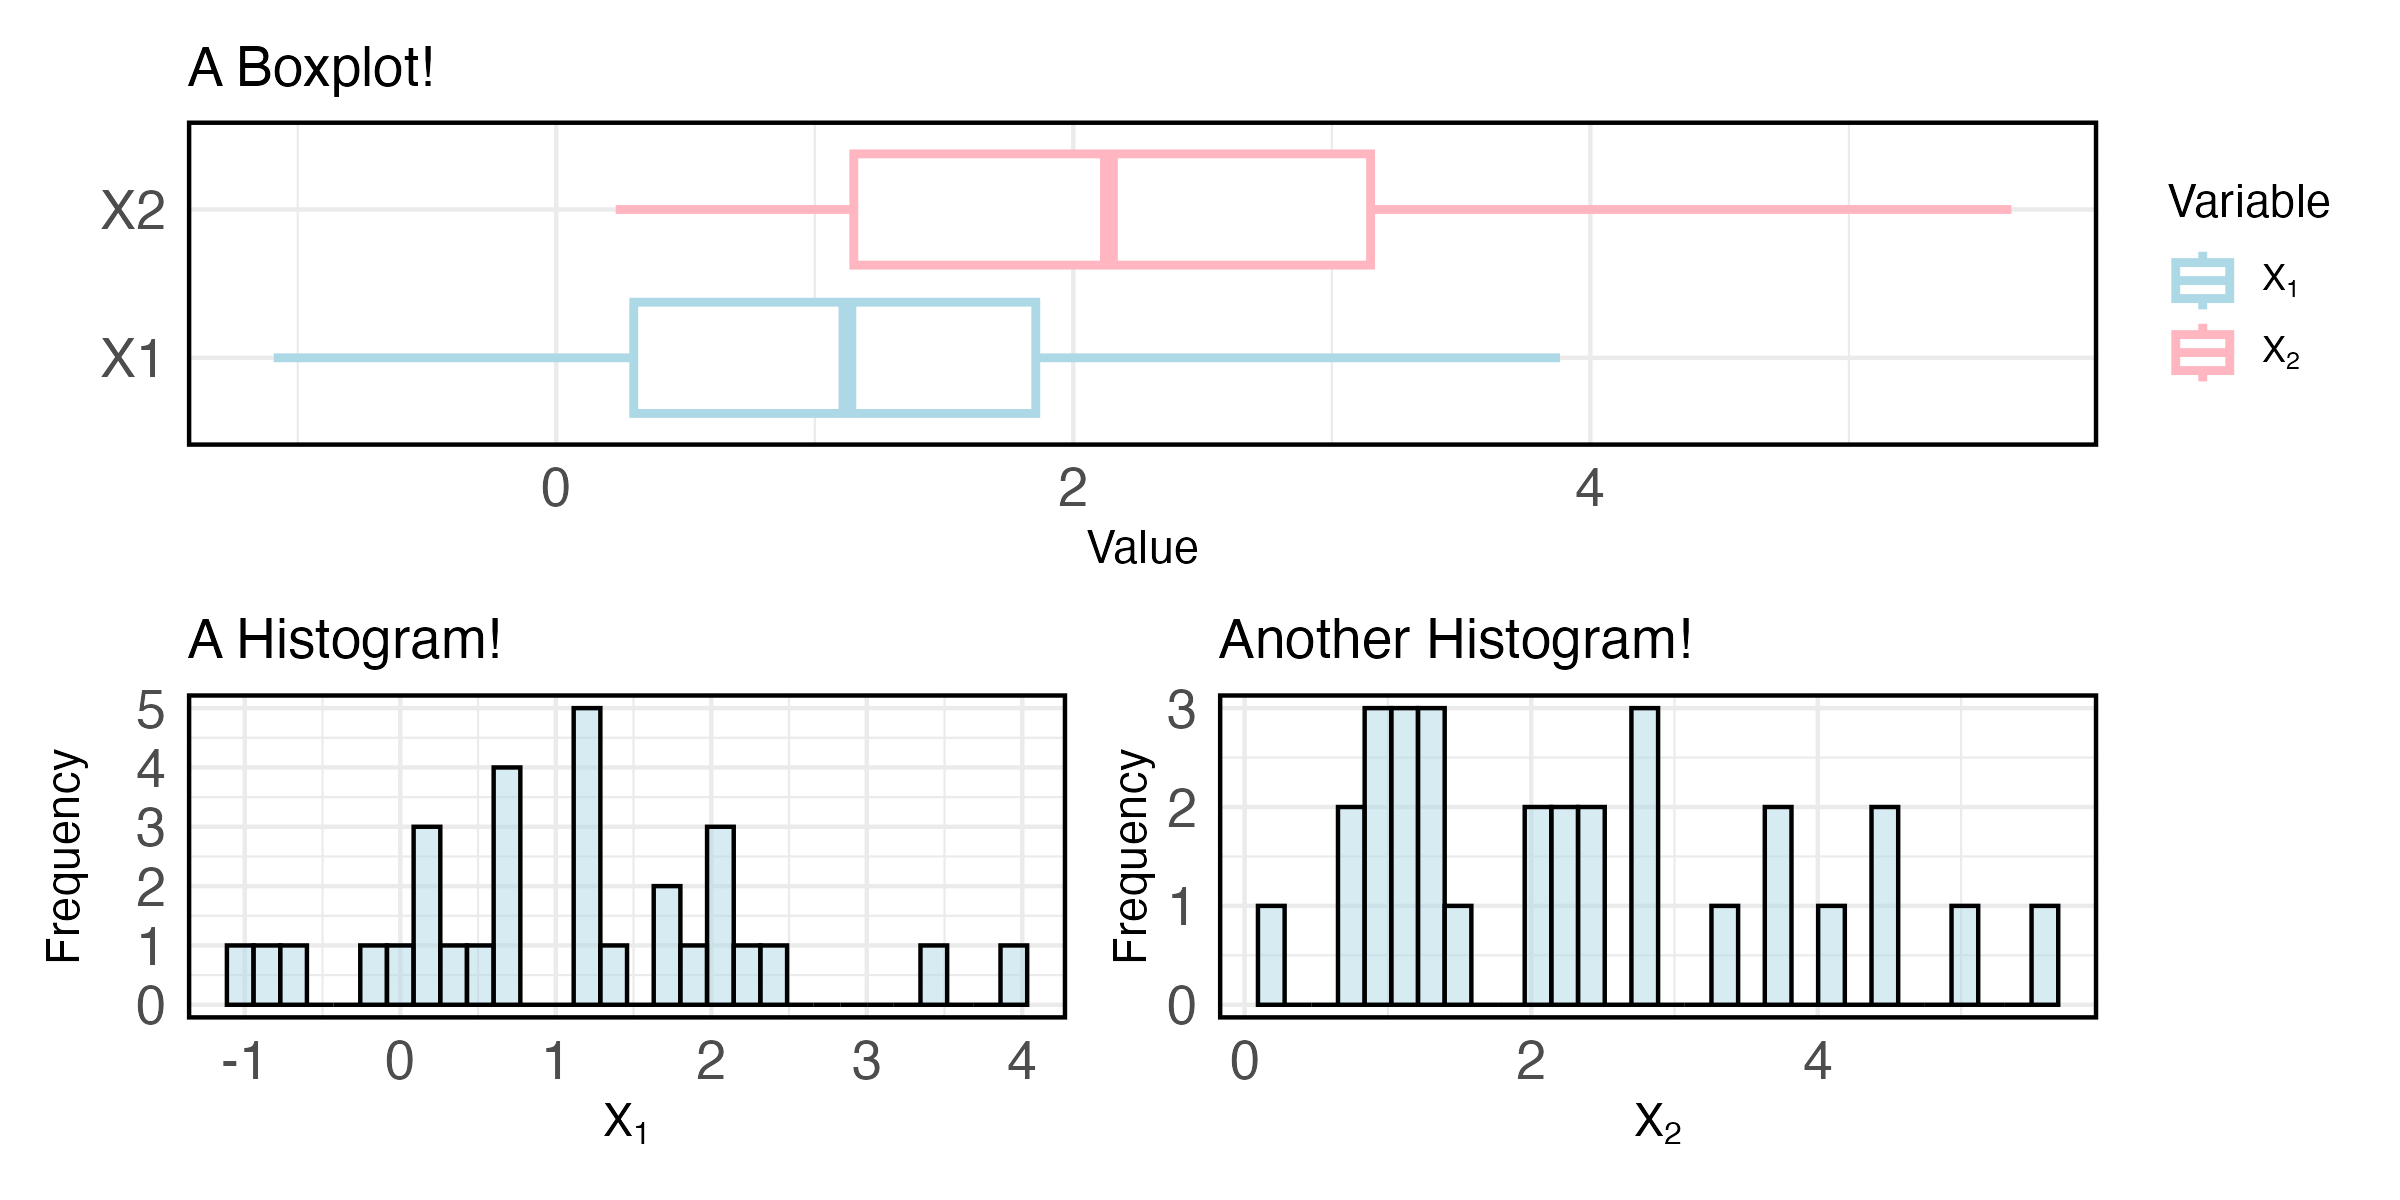 A Boxplot!
X2
X1
0 2 4
Value
Variable
X₁
X₂
A Histogram!
5
4
3
2
1
0
Frequency
-1 0 1 2 3 4
X₁
Another Histogram!
3
2
1
0
Frequency
0 2 4
X₂